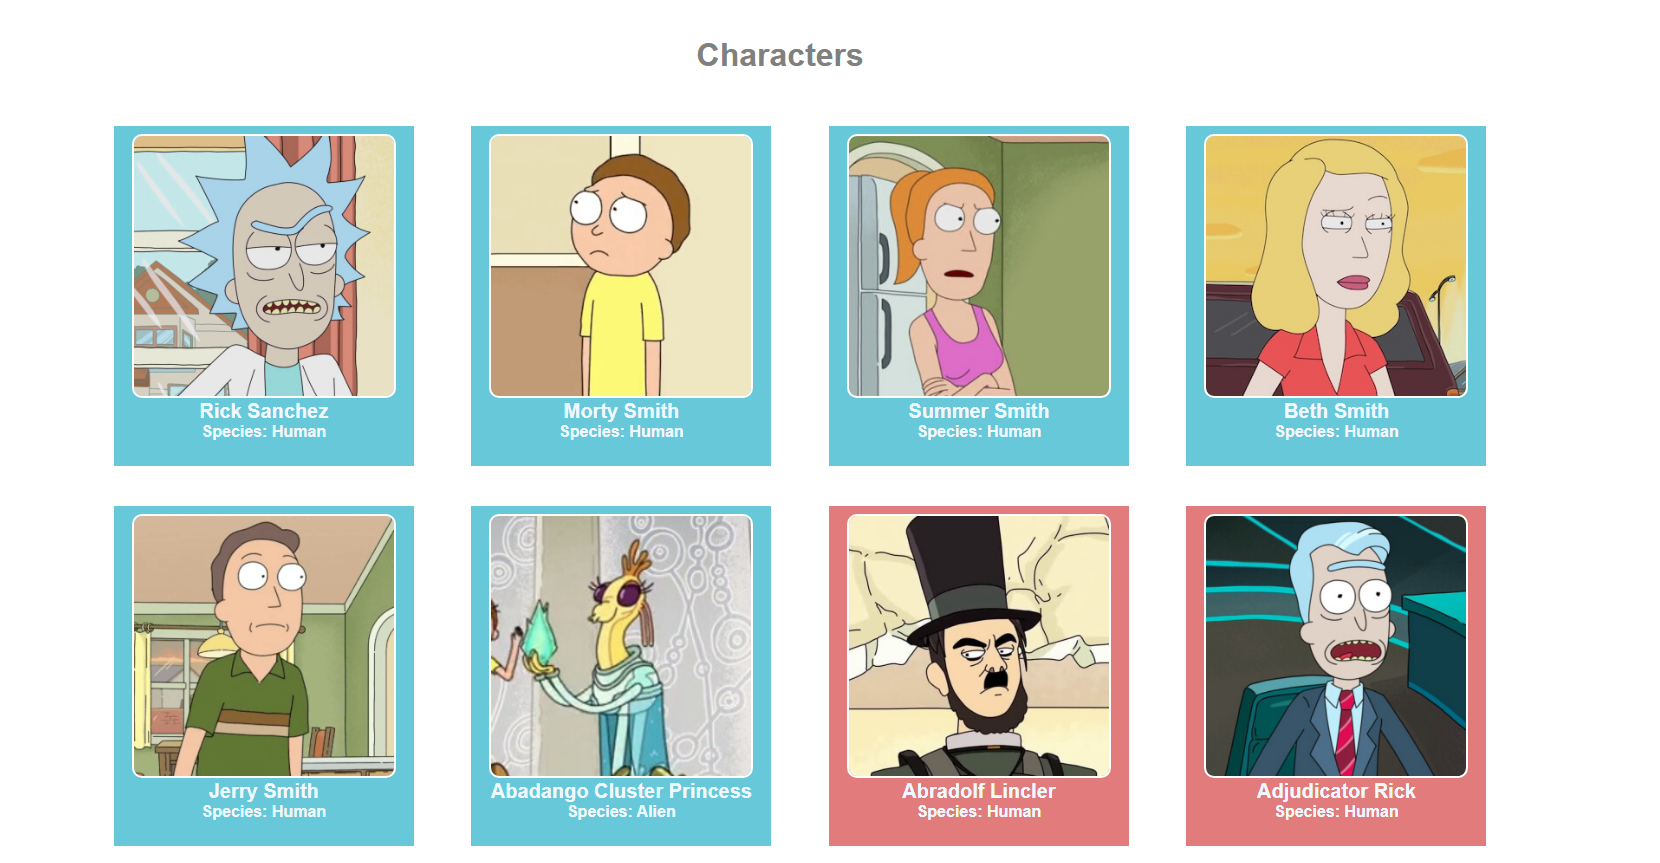 Characters
Rick Sanchez
Species: Human
Morty Smith
Species: Human
Summer Smith
Species: Human
Beth Smith
Species: Human
Jerry Smith
Species: Human
Abadango Cluster Princess
Species: Alien
Abradolf Lincler
Species: Human
Adjudicator Rick
Species: Human